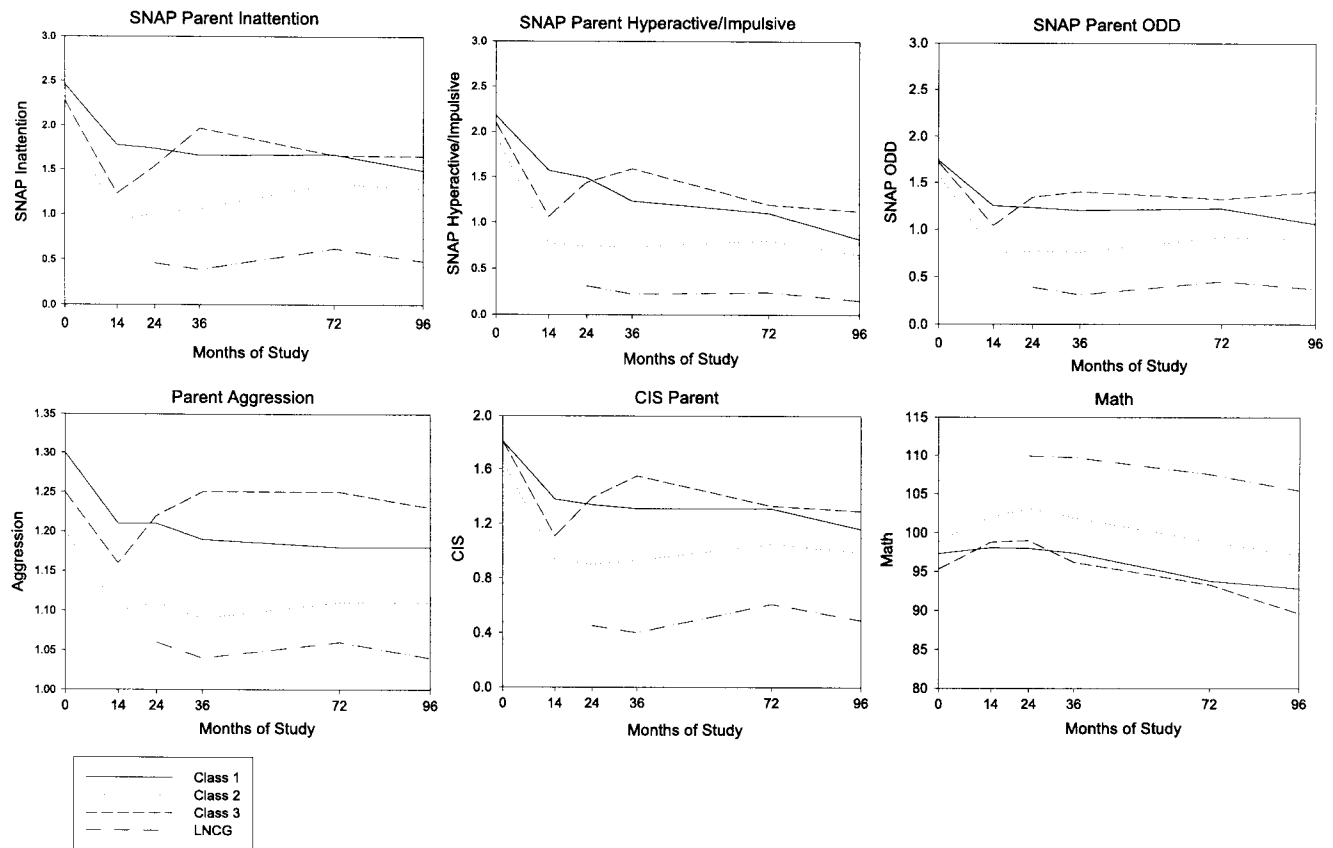 SNAP Parent Inattention
SNAP Inattention
3.0
2.5
2.0
1.5
1.0
0.5
0.0
0 14 24 36 72 96
Months of Study
SNAP Parent Hyperactive/Impulsive
SNAP Hyperactive/Impulsive
3.0
2.5
2.0
1.5
1.0
0.5
0.0
0 14 24 36 72 96
Months of Study
SNAP Parent ODD
SNAP ODD
3.0
2.5
2.0
1.5
1.0
0.5
0.0
0 14 24 36 72 96
Months of Study
Parent Aggression
Aggression
1.35
1.30
1.25
1.20
1.15
1.10
1.05
1.00
0 14 24 36 72 96
Months of Study
CIS Parent
CIS
2.0
1.6
1.2
0.8
0.4
0.0
0 14 24 36 72 96
Months of Study
Math
Math
115
110
105
100
95
90
85
80
0 14 24 36 72 96
Months of Study
Class 1
Class 2
Class 3
LNCG